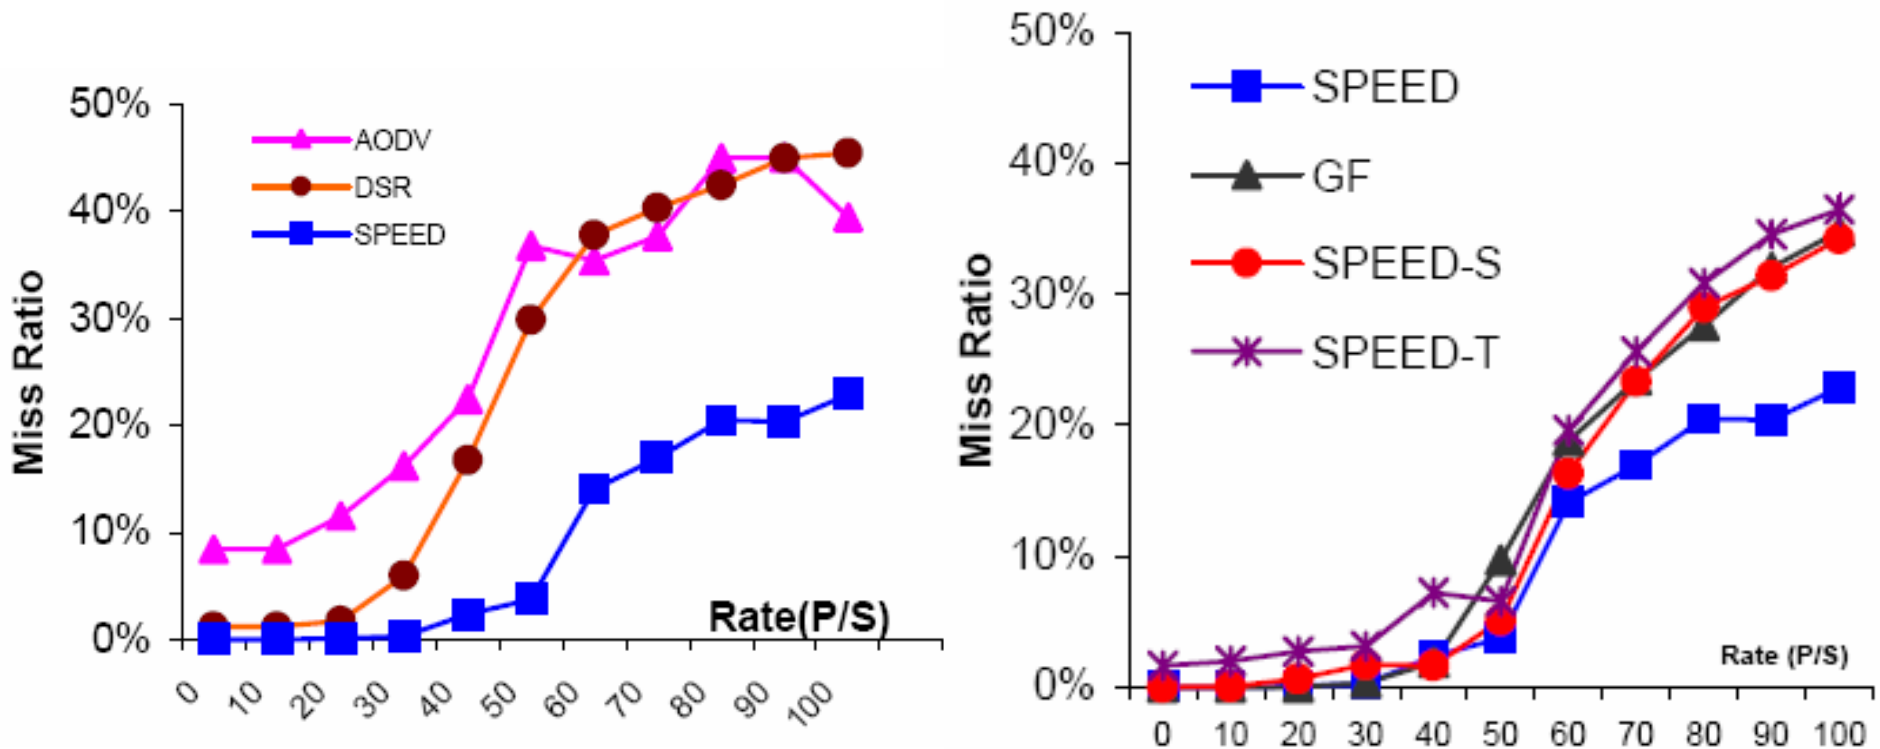 50%
40%
30%
20%
10%
0%
Miss Ratio
AODV
DSR
SPEED
Rate(P/S)
0 10 20 30 40 50 60 70 80 90 100
50%
40%
30%
20%
10%
0%
Miss Ratio
SPEED
GF
SPEED-S
SPEED-T
Rate (P/S)
0 10 20 30 40 50 60 70 80 90 100